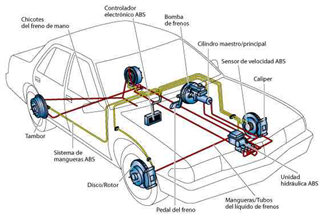 Chicotes
del freno de mano
Controlador
electrónico ABS
Bomba
de frenos
Cilindro maestro/principal
Sensor de velocidad ABS
Caliper
Tambor
Sistema de
mangueras ABS
Disco/Rotor
Pedal del freno
Mangueras/Tubos
del líquido de frenos
Unidad
hidráulica ABS